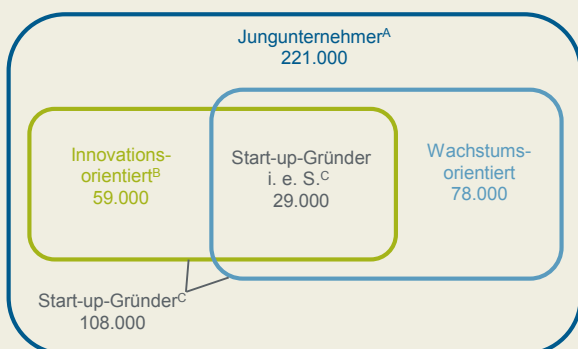 Jungunternehmerᴬ
221.000
Innovations-
orientiertᴮ
59.000
Start-up-Gründer
i. e. S.ᶜ
29.000
Wachstums-
orientiert
78.000
Start-up-Gründerᶜ
108.000